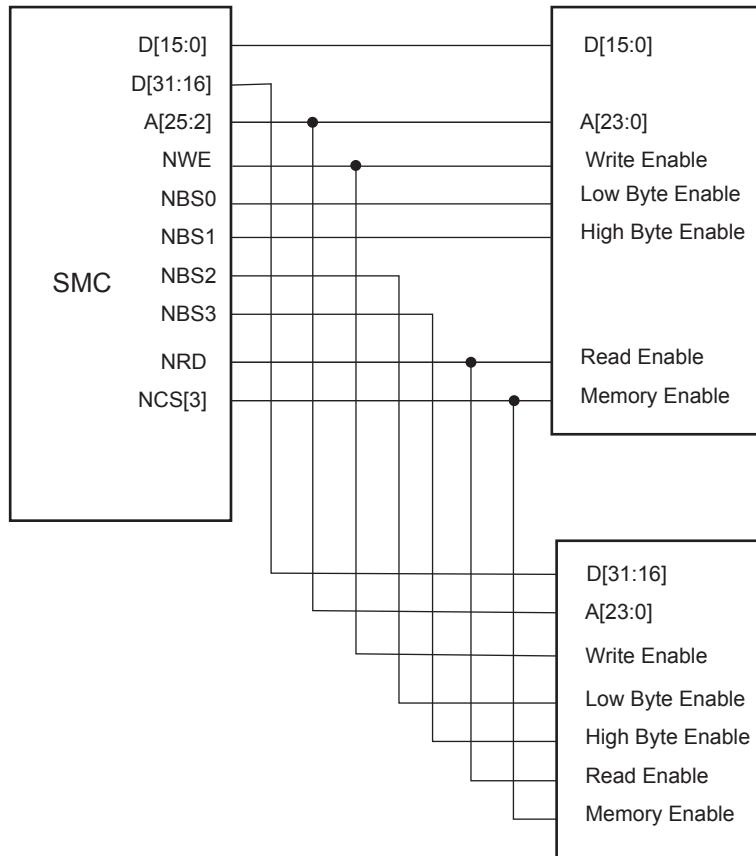 D[15:0]
D[31:16]
A[25:2]
NWE
NBS0
NBS1
NBS2
NBS3
NRD
NCS[3]
SMC
D[15:0]
A[23:0]
Write Enable
Low Byte Enable
High Byte Enable
Read Enable
Memory Enable
D[31:16]
A[23:0]
Write Enable
Low Byte Enable
High Byte Enable
Read Enable
Memory Enable